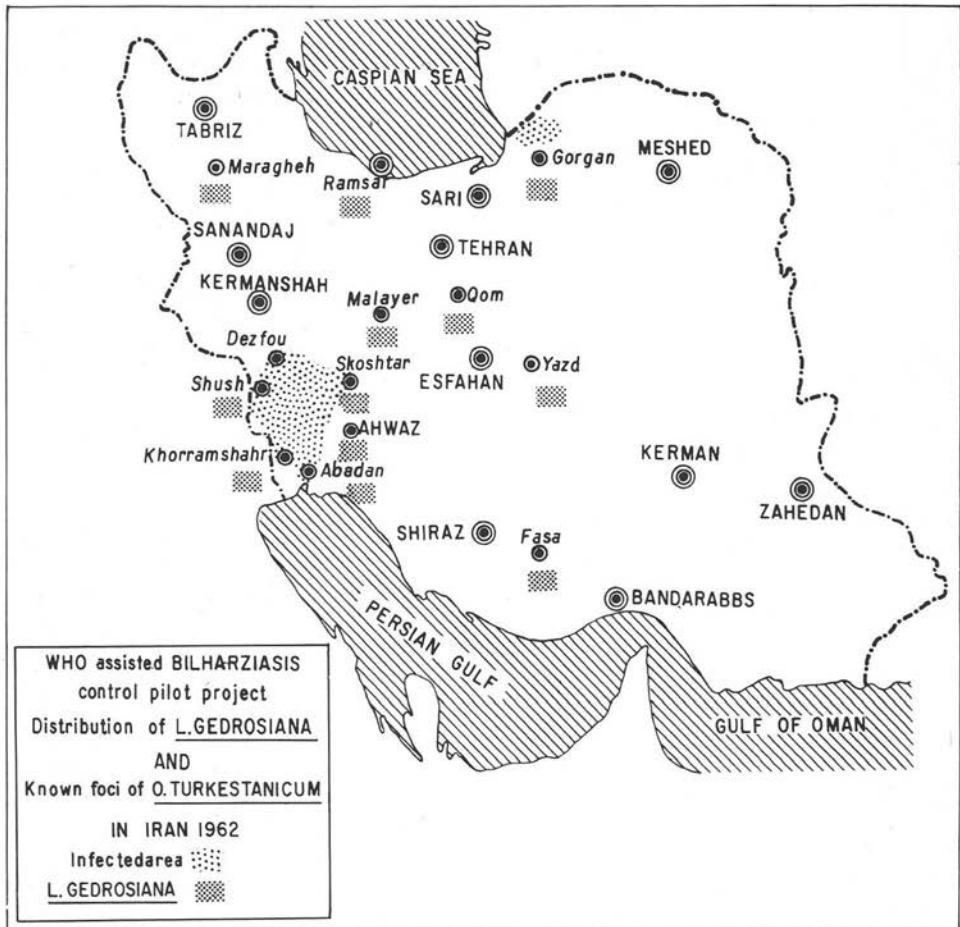 CASPIAN SEA
TABRIZ
Maragheh
Ramsar
Gorgan
MESHED
SARI
SANANDAJ
TEHRAN
KERMANSHAH
Malayer
Qom
Dezfou
Skoshtar
ESFAHAN
Yazd
Shush
AHWAZ
Khorramshahr
Abadan
KERMAN
ZAHEDAN
SHIRAZ
Fasa
BANDARABBS
PERSIAN GULF
GULF OF OMAN
WHO assisted BILHARZIASIS
control pilot project
Distribution of L.GEDROSIANA
AND
Known foci of O.TURKESTANICUM
IN IRAN 1962
Infectedarea
L.GEDROSIANA